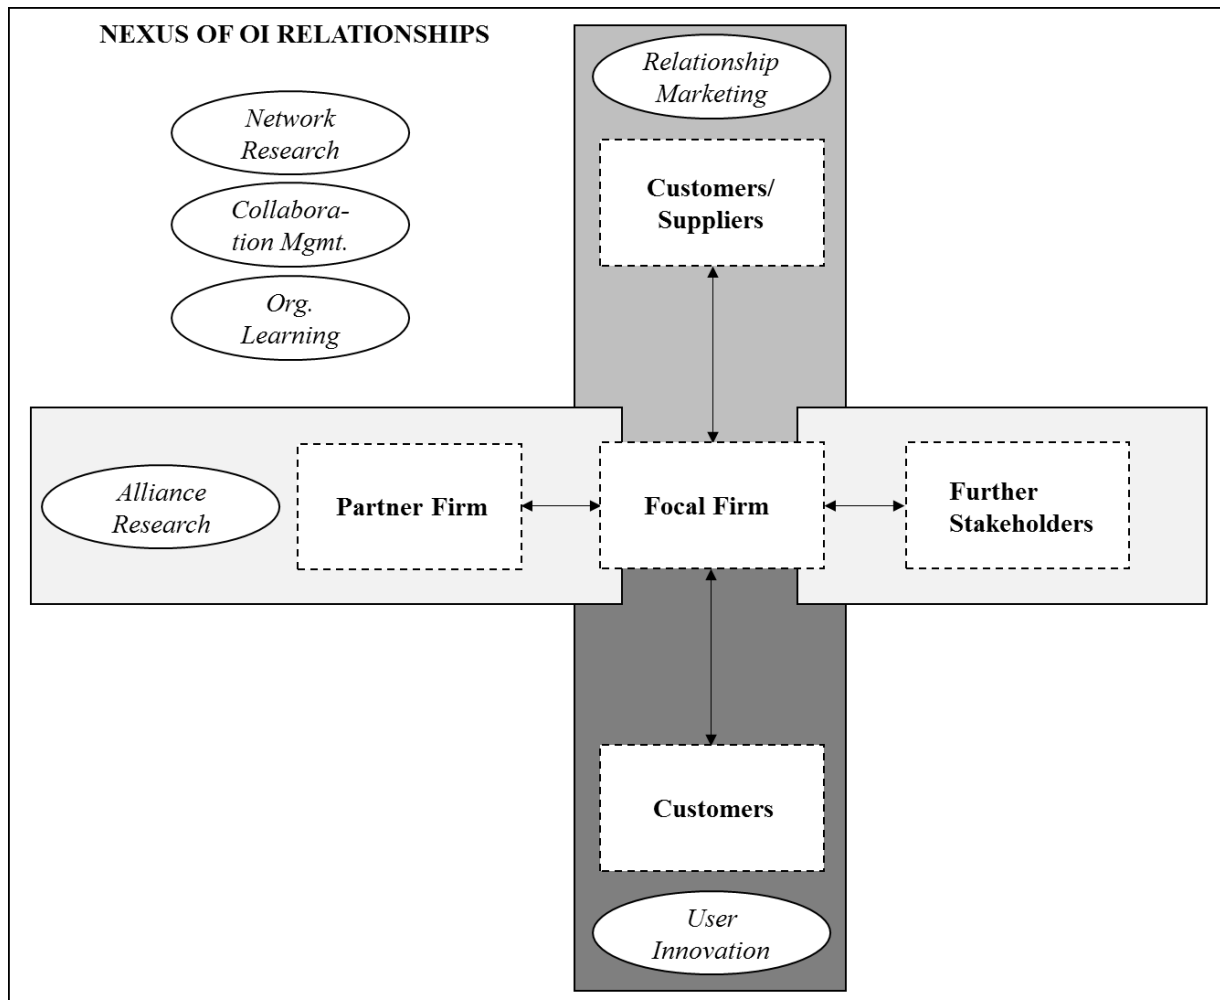 NEXUS OF OI RELATIONSHIPS
Relationship
Marketing
Network
Research
Customers/
Suppliers
Collabora-
tion Mgmt.
Org.
Learning
Alliance
Research
Partner Firm
Focal Firm
Further
Stakeholders
Customers
User
Innovation